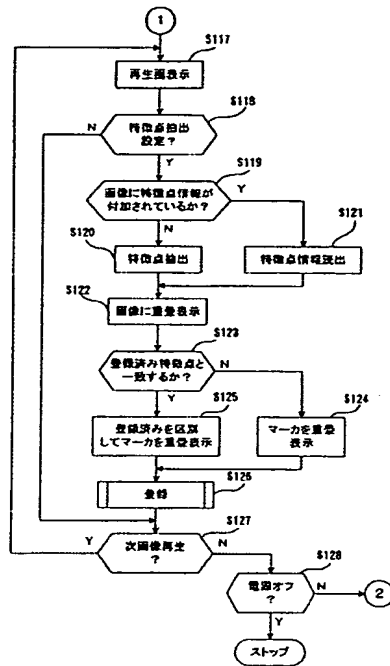 1
S117
再生画表示
S118
特徴点抽出
設定？
N
Y
S119
画像に特徴点情報が
付加されているか？
Y
N
S120
特徴点抽出
S121
特徴点情報読出
S122
画像に重畳表示
S123
登録済み特徴点と
一致するか？
N
Y
S125
登録済みを区別
してマーカを重畳表示
S124
マーカを重畳
表示
登録
S126
S127
Y
次画像再生
？
N
S128
電源オフ
？
N
2
Y
ストップ